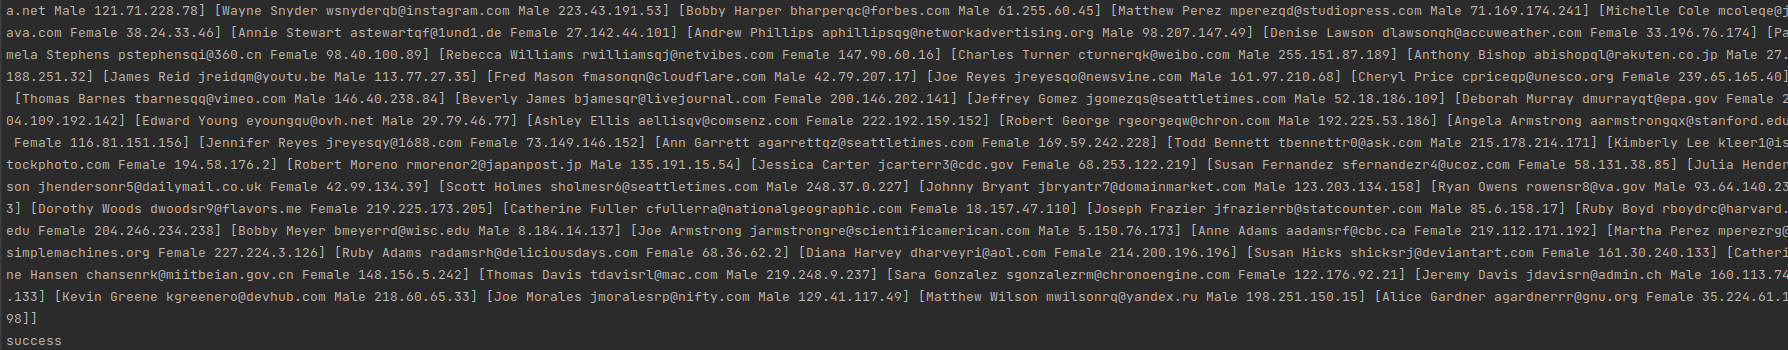 a.net Male 121.71.228.78] [Wayne Snyder wsnyderqb@instagram.com Male 223.43.191.53] [Bobby Harper bharperqc@forbes.com Male 61.255.60.45] [Matthew Perez mperezqd@studiopress.com Male 71.169.174.241] [Michelle Cole mcoleqe@j
ava.com Female 38.24.33.46] [Annie Stewart astewartqf@1und1.de Female 27.142.44.101] [Andrew Phillips aphillipsqg@networkadvertising.org Male 98.207.147.49] [Denise Lawson dlawsonqh@accuweather.com Female 33.196.76.174] [Pa
mela Stephens pstephensqi@360.cn Female 98.40.100.89] [Rebecca Williams rwilliamsqj@netvibes.com Female 147.90.60.16] [Charles Turner cturnerqk@weibo.com Male 255.151.87.189] [Anthony Bishop abishopql@rakuten.co.jp Male 27.
188.251.32] [James Reid jreidqm@youtu.be Male 113.77.27.35] [Fred Mason fmasonqn@cloudflare.com Male 42.79.207.17] [Joe Reyes jreyesqo@newsvine.com Male 161.97.210.68] [Cheryl Price cpriceqp@unesco.org Female 239.65.165.40]
[Thomas Barnes tbarnesqq@vimeo.com Male 146.40.238.84] [Beverly James bjamesqr@livejournal.com Female 200.146.202.141] [Jeffrey Gomez jgomezqs@seattletimes.com Male 52.18.186.109] [Deborah Murray dmurrayqt@epa.gov Female 2
04.109.192.142] [Edward Young eyoungqu@ovh.net Male 29.79.46.77] [Ashley Ellis aellisqv@comsenz.com Female 222.192.159.152] [Robert George rgeorgeqw@chron.com Male 192.225.53.186] [Angela Armstrong aarmstrongqx@stanford.edu
Female 116.81.151.156] [Jennifer Reyes jreyesqy@1688.com Female 73.149.146.152] [Ann Garrett agarrettqz@seattletimes.com Female 169.59.242.228] [Todd Bennett tbennettr0@ask.com Male 215.178.214.171] [Kimberly Lee kleer1@is
tockphoto.com Female 194.58.176.2] [Robert Moreno rmorenor2@japanpost.jp Male 135.191.15.54] [Jessica Carter jcarterr3@cdc.gov Female 68.253.122.219] [Susan Fernandez sfernandezr4@ucoz.com Female 58.131.38.85] [Julia Hender
son jhendersonr5@dailymail.co.uk Female 42.99.134.39] [Scott Holmes sholmesr6@seattletimes.com Male 248.37.0.227] [Johnny Bryant jbryantr7@domainmarket.com Male 123.203.134.158] [Ryan Owens rowensr8@va.gov Male 93.64.140.23
3] [Dorothy Woods dwoodsr9@flavors.me Female 219.225.173.205] [Catherine Fuller cfullerra@nationalgeographic.com Female 18.157.47.110] [Joseph Frazier jfrazierrb@statcounter.com Male 85.6.158.17] [Ruby Boyd rboydrc@harvard.
edu Female 204.246.234.238] [Bobby Meyer bmeyerrd@wisc.edu Male 8.184.14.137] [Joe Armstrong jarmstrongre@scientificamerican.com Male 5.150.76.173] [Anne Adams aadamsrf@cbc.ca Female 219.112.171.192] [Martha Perez mperezrg@
simplemachines.org Female 227.224.3.126] [Ruby Adams radamsrh@deliciousdays.com Female 68.36.62.2] [Diana Harvey dharveyri@aol.com Female 214.200.196.196] [Susan Hicks shicksrj@deviantart.com Female 161.30.240.133] [Catheri
ne Hansen chansenrk@miitbeian.gov.cn Female 148.156.5.242] [Thomas Davis tdavisrl@mac.com Male 219.248.9.237] [Sara Gonzalez sgonzalezrm@chronoengine.com Female 122.176.92.21] [Jeremy Davis jdavisrn@admin.ch Male 160.113.74
.133] [Kevin Greene kgreenero@devhub.com Male 218.60.65.33] [Joe Morales jmoralesrp@nifty.com Male 129.41.117.49] [Matthew Wilson mwilsonrq@yandex.ru Male 198.251.150.15] [Alice Gardner agardnerrr@gnu.org Female 35.224.61.1
98]]
success